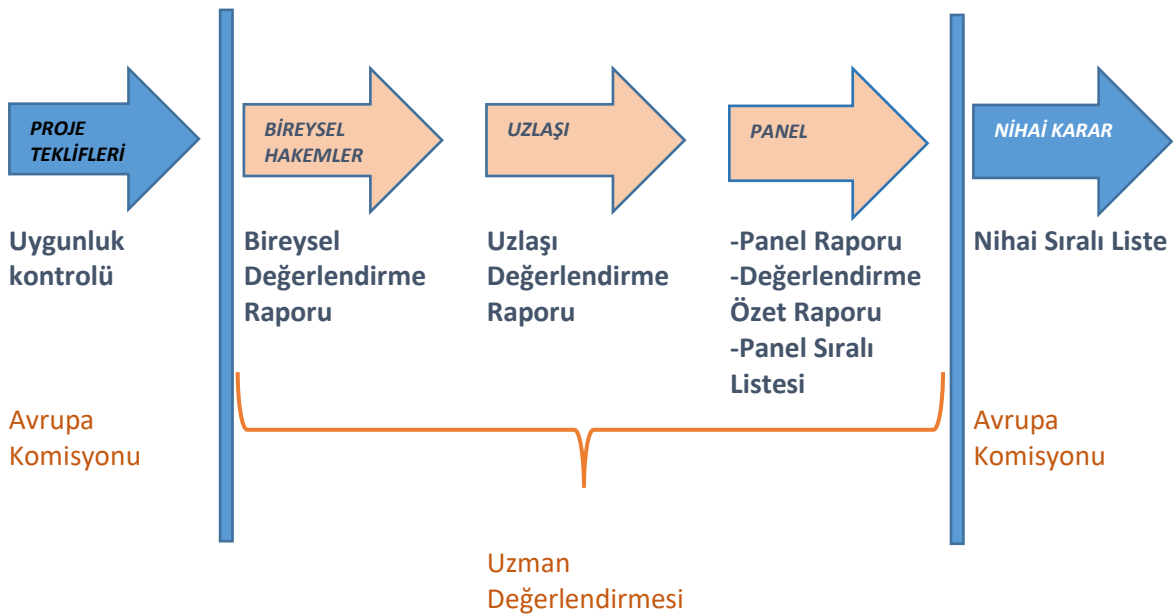 PROJE
TEKLİFLERİ
BİREYSEL
HAKEMLER
UZLAŞI
PANEL
NİHAİ KARAR
Uygunluk
kontrolü
Bireysel
Değerlendirme
Raporu
Uzlaşı
Değerlendirme
Raporu
-Panel Raporu
-Değerlendirme
Özet Raporu
-Panel Sıralı
Listesi
Nihai Sıralı Liste
Avrupa
Komisyonu
Avrupa
Komisyonu
Uzman
Değerlendirmesi